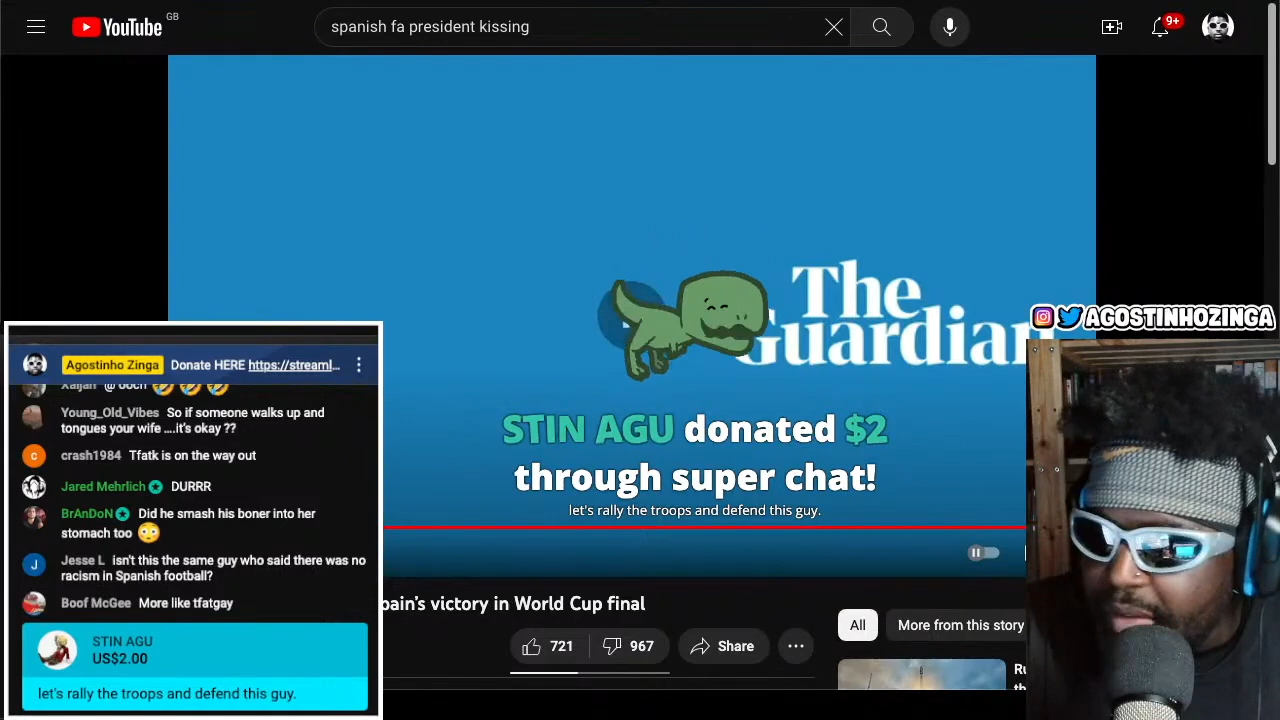 YouTube
GB
spanish fa president kissing
9+
The
Guardian
STIN AGU donated $2
through super chat!
let's rally the troops and defend this guy.
AGOSTINHOZINGA
Agostinho Zinga Donate HERE https://streaml...
Xaijah
Young_Old_Vibes So if someone walks up and
tongues your wife ....it's okay ??
crash1984 Tfatk is on the way out
Jared Mehrlich DURRR
BrAnDoN Did he smash his boner into her
stomach too 😳
Jesse L isn't this the same guy who said there was no
racism in Spanish football?
Boof McGee More like tfatgay
STIN AGU
US$2.00
let's rally the troops and defend this guy.
pain's victory in World Cup final
721
967
Share
All
More from this story
Ru
th